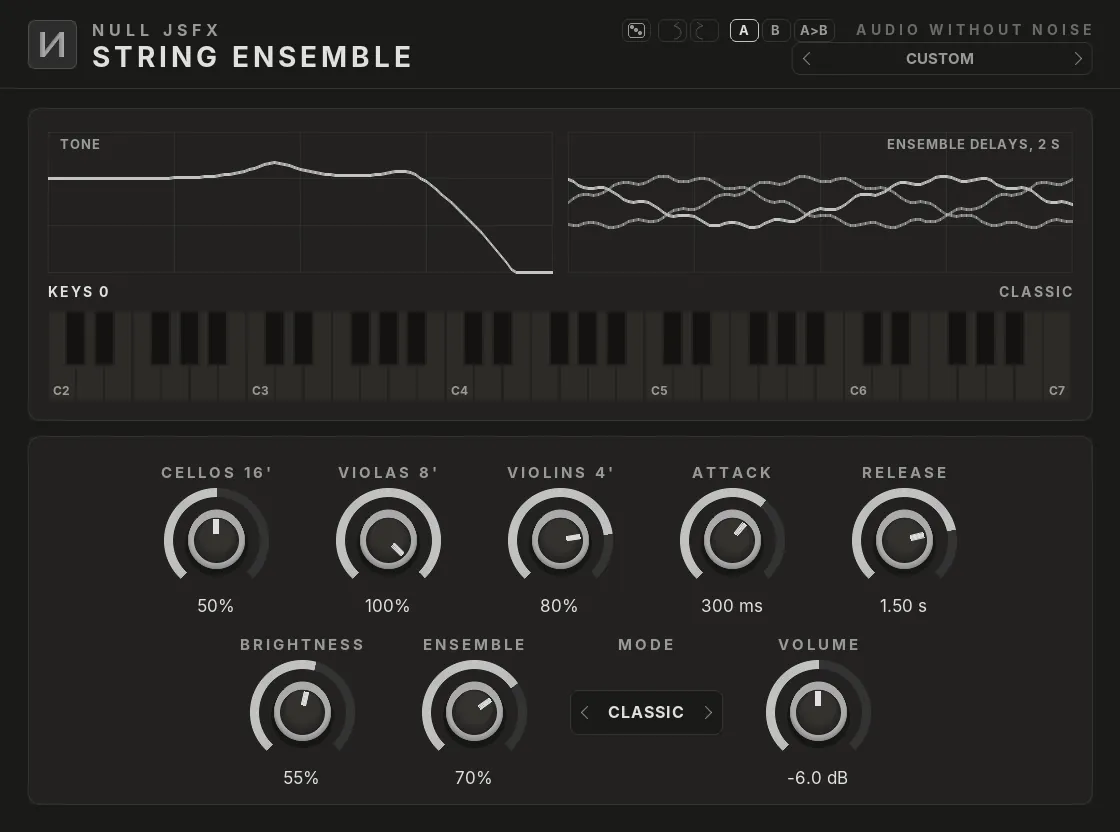 NULL JSFX
STRING ENSEMBLE
A B A>B
AUDIO WITHOUT NOISE
CUSTOM
TONE
ENSEMBLE DELAYS, 2 S
KEYS 0
CLASSIC
C2 C3 C4 C5 C6 C7
CELLOS 16' VIOLAS 8' VIOLINS 4' ATTACK RELEASE
50% 100% 80% 300 ms 1.50 s
BRIGHTNESS ENSEMBLE MODE VOLUME
CLASSIC
55% 70% -6.0 dB